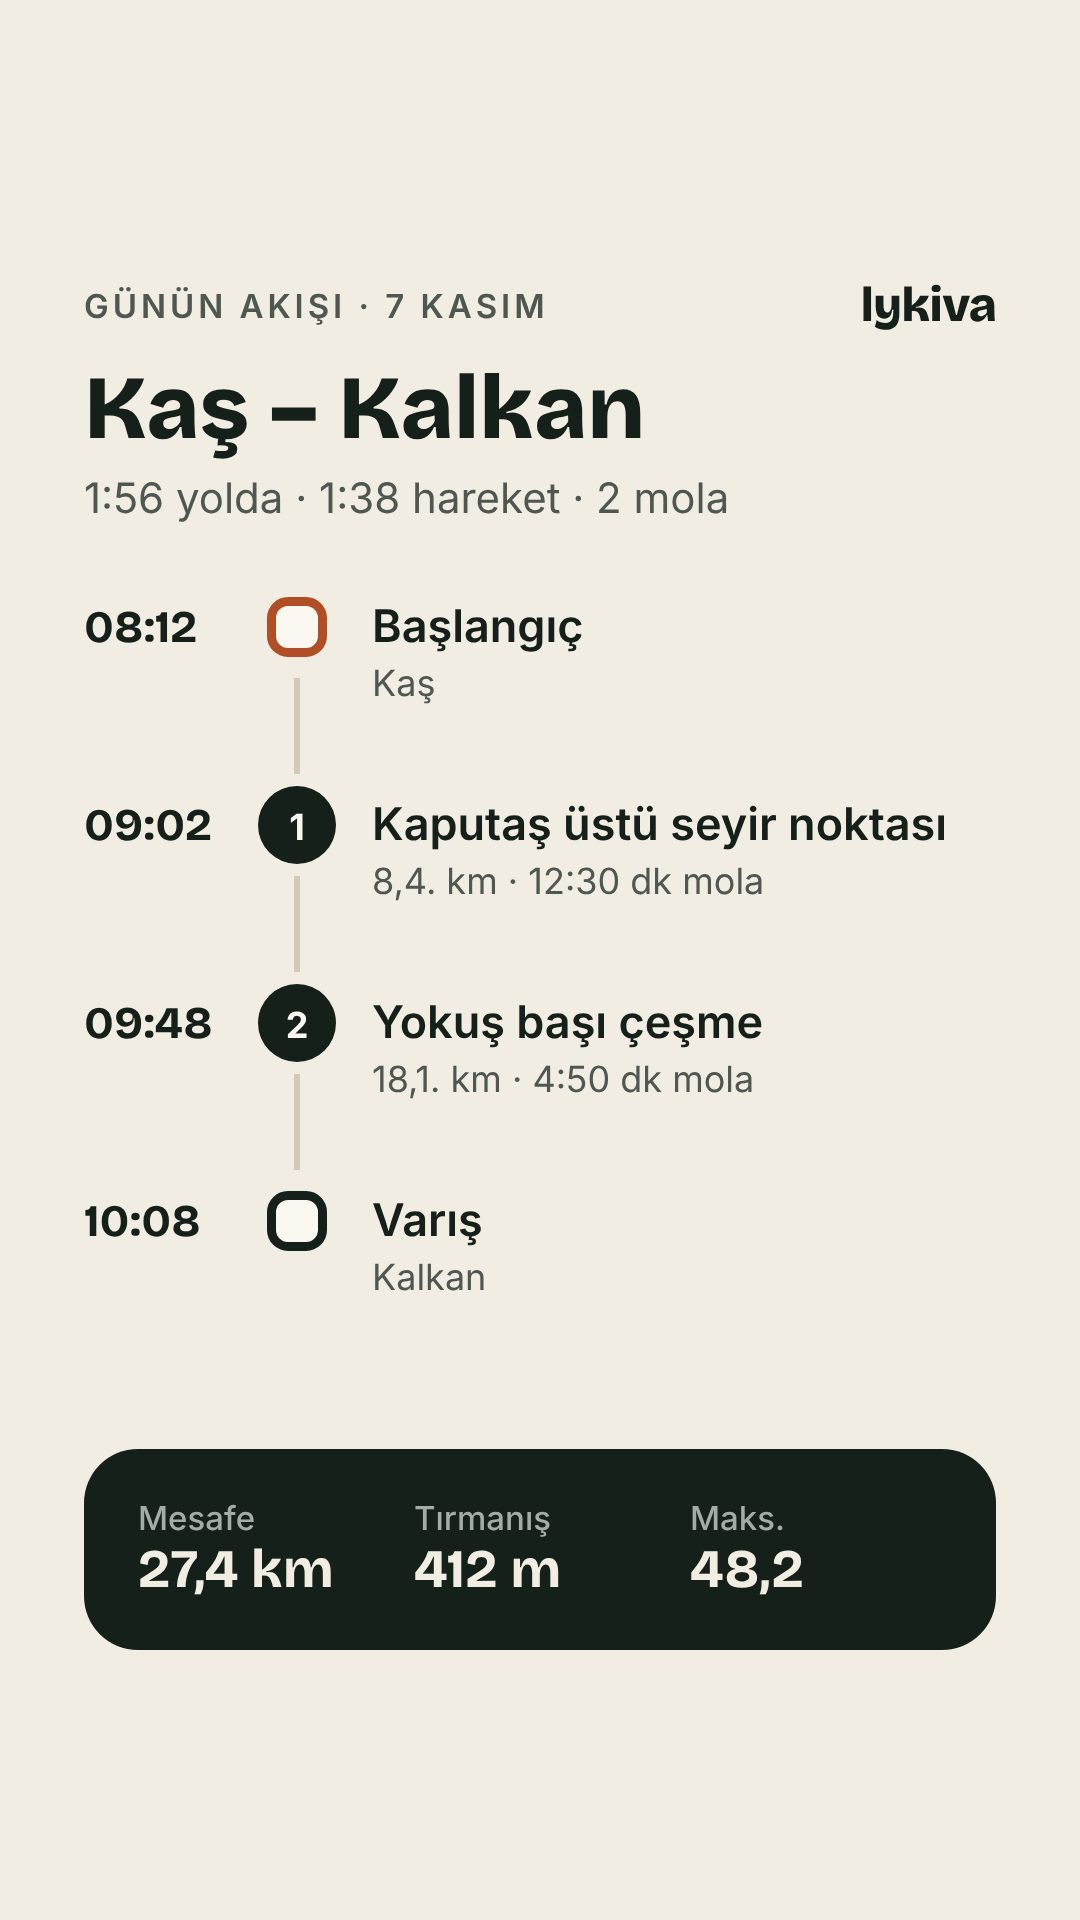 GÜNÜN AKIŞI · 7 KASIM
lykiva
Kaş – Kalkan
1:56 yolda · 1:38 hareket · 2 mola
08:12
Başlangıç
Kaş
09:02
1
Kaputaş üstü seyir noktası
8,4. km · 12:30 dk mola
09:48
2
Yokuş başı çeşme
18,1. km · 4:50 dk mola
10:08
Varış
Kalkan
Mesafe
27,4 km
Tırmanış
412 m
Maks.
48,2